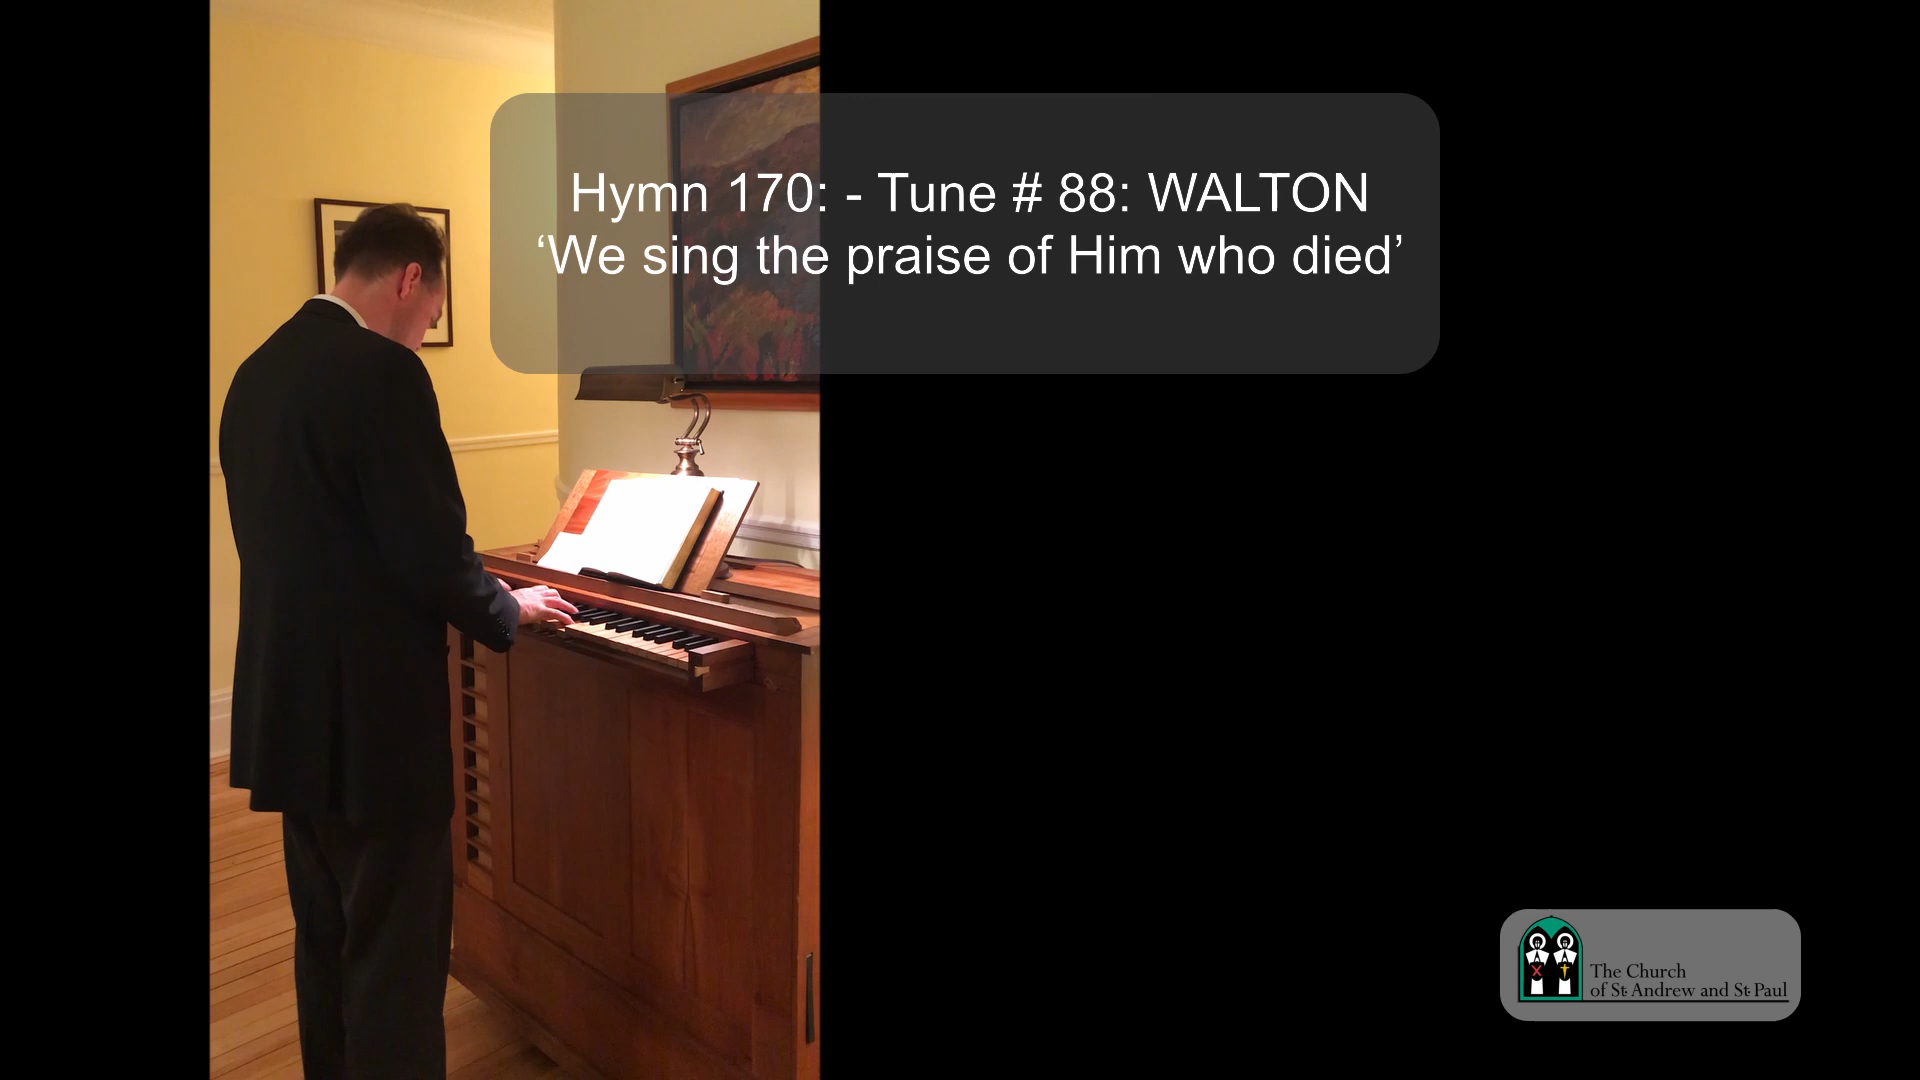 Hymn 170: - Tune # 88: WALTON
‘We sing the praise of Him who died’
The Church
of St Andrew and St Paul